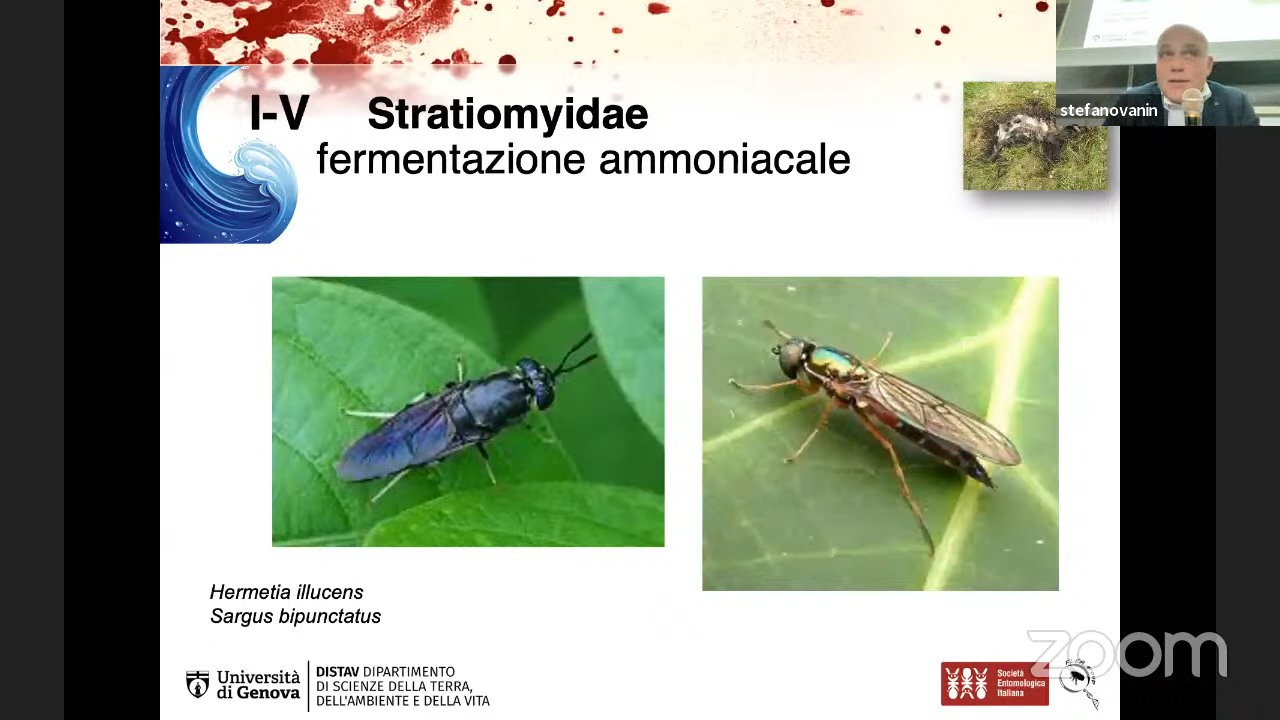 stefanovanin
I-V Stratiomyidae
fermentazione ammoniacale
Hermetia illucens
Sargus bipunctatus
Università
di Genova
DISTAV DIPARTIMENTO
DI SCIENZE DELLA TERRA,
DELL'AMBIENTE E DELLA VITA
Società
Entomologica
Italiana
zoom